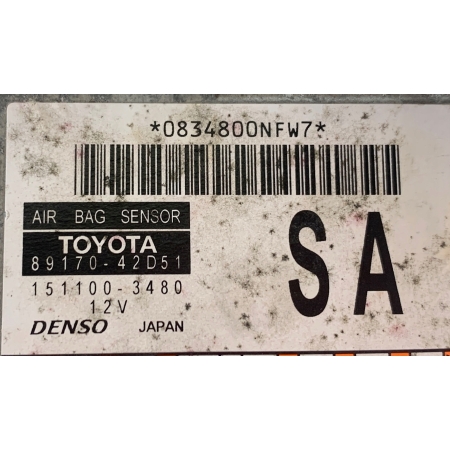 *0834800NFW7*
AIR BAG SENSOR
TOYOTA
89170-42D51
151100-3480
12V
DENSO JAPAN
SA